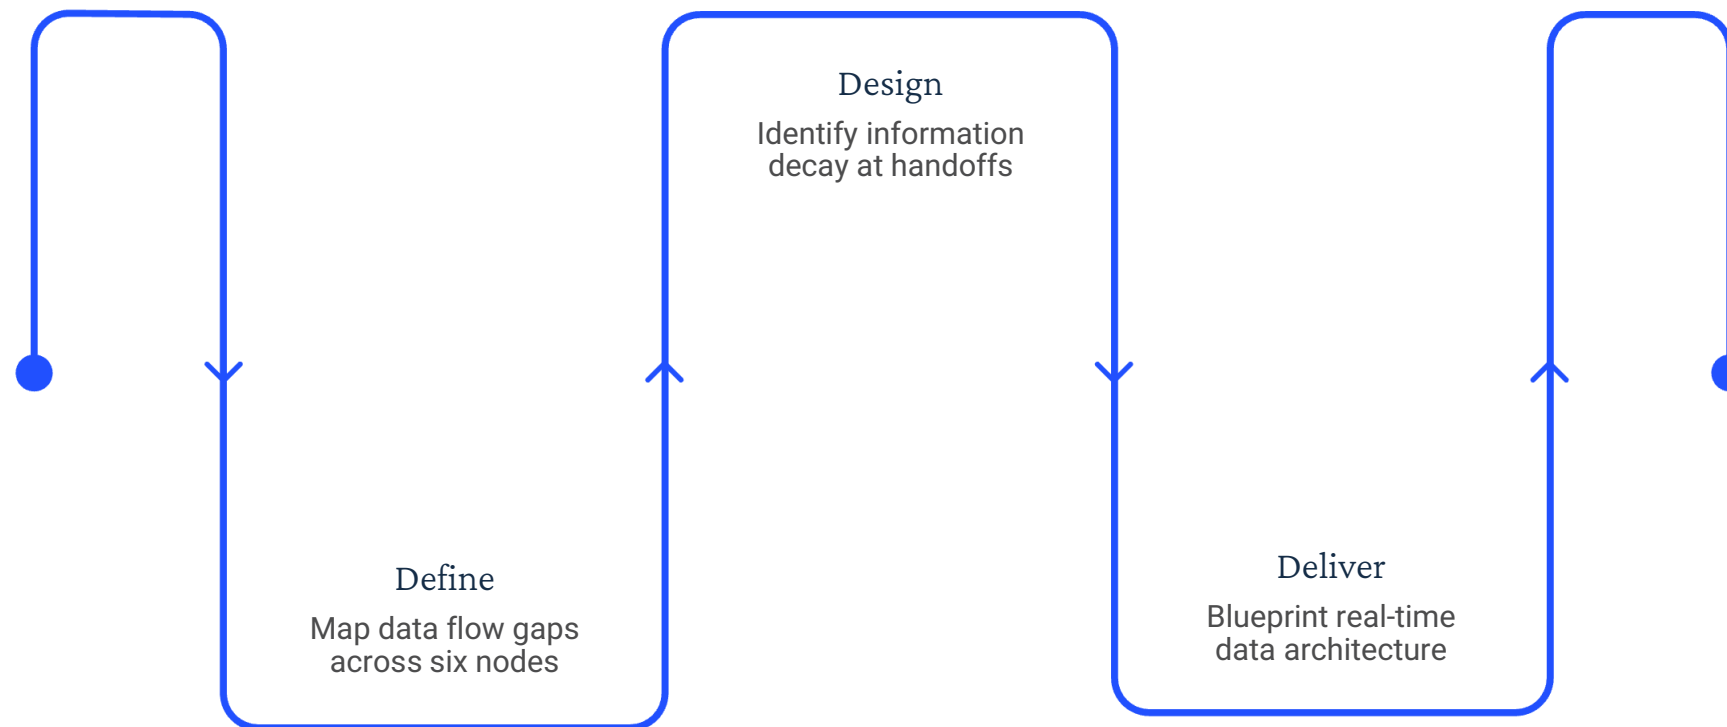 Define
Map data flow gaps
across six nodes
Design
Identify information
decay at handoffs
Deliver
Blueprint real-time
data architecture